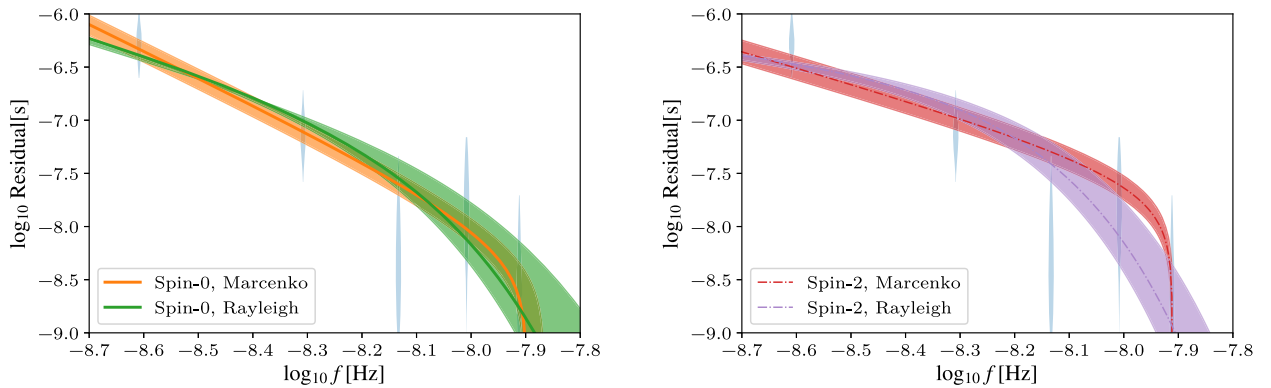 −6.0
−6.5
−7.0
−7.5
−8.0
−8.5
−9.0
log₁₀ Residual[s]
Spin-0, Marcenko
Spin-0, Rayleigh
−8.7 −8.6 −8.5 −8.4 −8.3 −8.2 −8.1 −8.0 −7.9 −7.8
log₁₀ f[Hz]
−6.0
−6.5
−7.0
−7.5
−8.0
−8.5
−9.0
log₁₀ Residual[s]
Spin-2, Marcenko
Spin-2, Rayleigh
−8.7 −8.6 −8.5 −8.4 −8.3 −8.2 −8.1 −8.0 −7.9 −7.8
log₁₀ f[Hz]